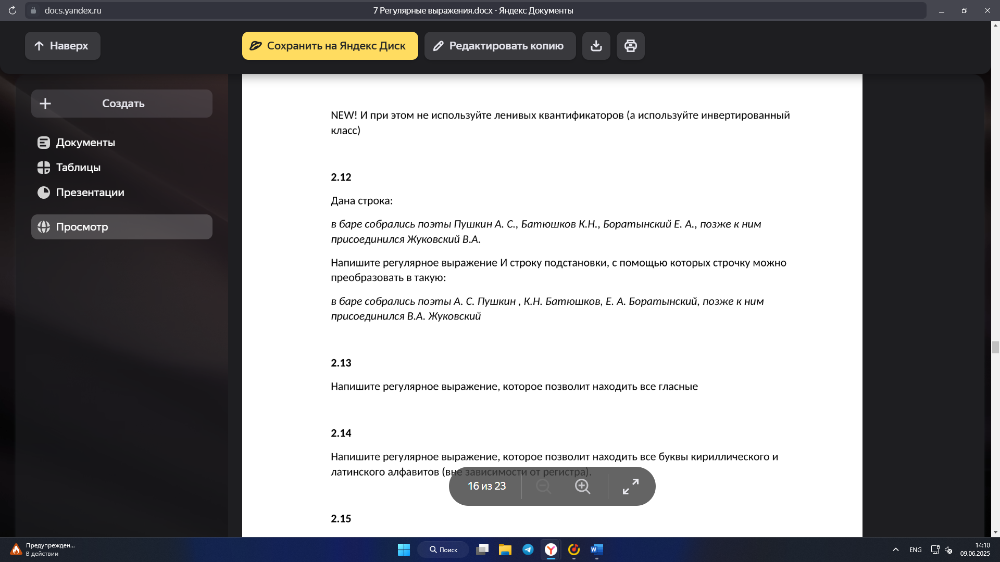 docs.yandex.ru
7 Регулярные выражения.docx - Яндекс Документы
Наверх
Сохранить на Яндекс Диск
Редактировать копию
Создать
Документы
Таблицы
Презентации
Просмотр
NEW! И при этом не используйте ленивых квантификаторов (а используйте инвертированный
класс)
2.12
Дана строка:
в баре собрались поэты Пушкин А. С., Батюшков К.Н., Боратынский Е. А., позже к ним
присоединился Жуковский В.А.
Напишите регулярное выражение И строку подстановки, с помощью которых строчку можно
преобразовать в такую:
в баре собрались поэты А. С. Пушкин , К.Н. Батюшков, Е. А. Боратынский, позже к ним
присоединился В.А. Жуковский
2.13
Напишите регулярное выражение, которое позволит находить все гласные
2.14
Напишите регулярное выражение, которое позволит находить все буквы кириллического и
латинского алфавитов (вне зависимости от регистра).
16 из 23
2.15
Предупрежден...
В действии
Поиск
ENG
14:10
09.06.2025